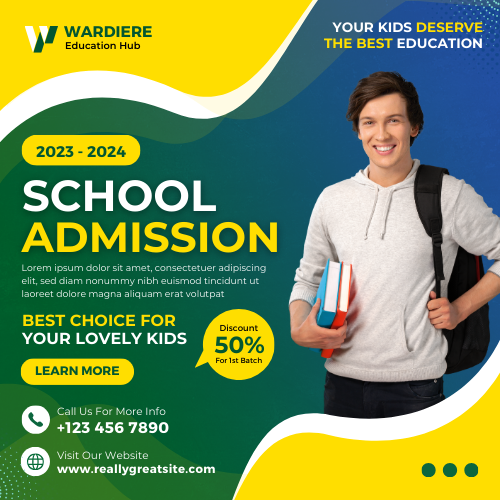 WARDIERE
Education Hub
YOUR KIDS DESERVE
THE BEST EDUCATION
2023 - 2024
SCHOOL
ADMISSION
Lorem ipsum dolor sit amet, consectetuer adipiscing
elit, sed diam nonummy nibh euismod tincidunt ut
laoreet dolore magna aliquam erat volutpat
BEST CHOICE FOR
YOUR LOVELY KIDS
Discount
50%
For 1st Batch
LEARN MORE
Call Us For More Info
+123 456 7890
Visit Our Website
www.reallygreatsite.com